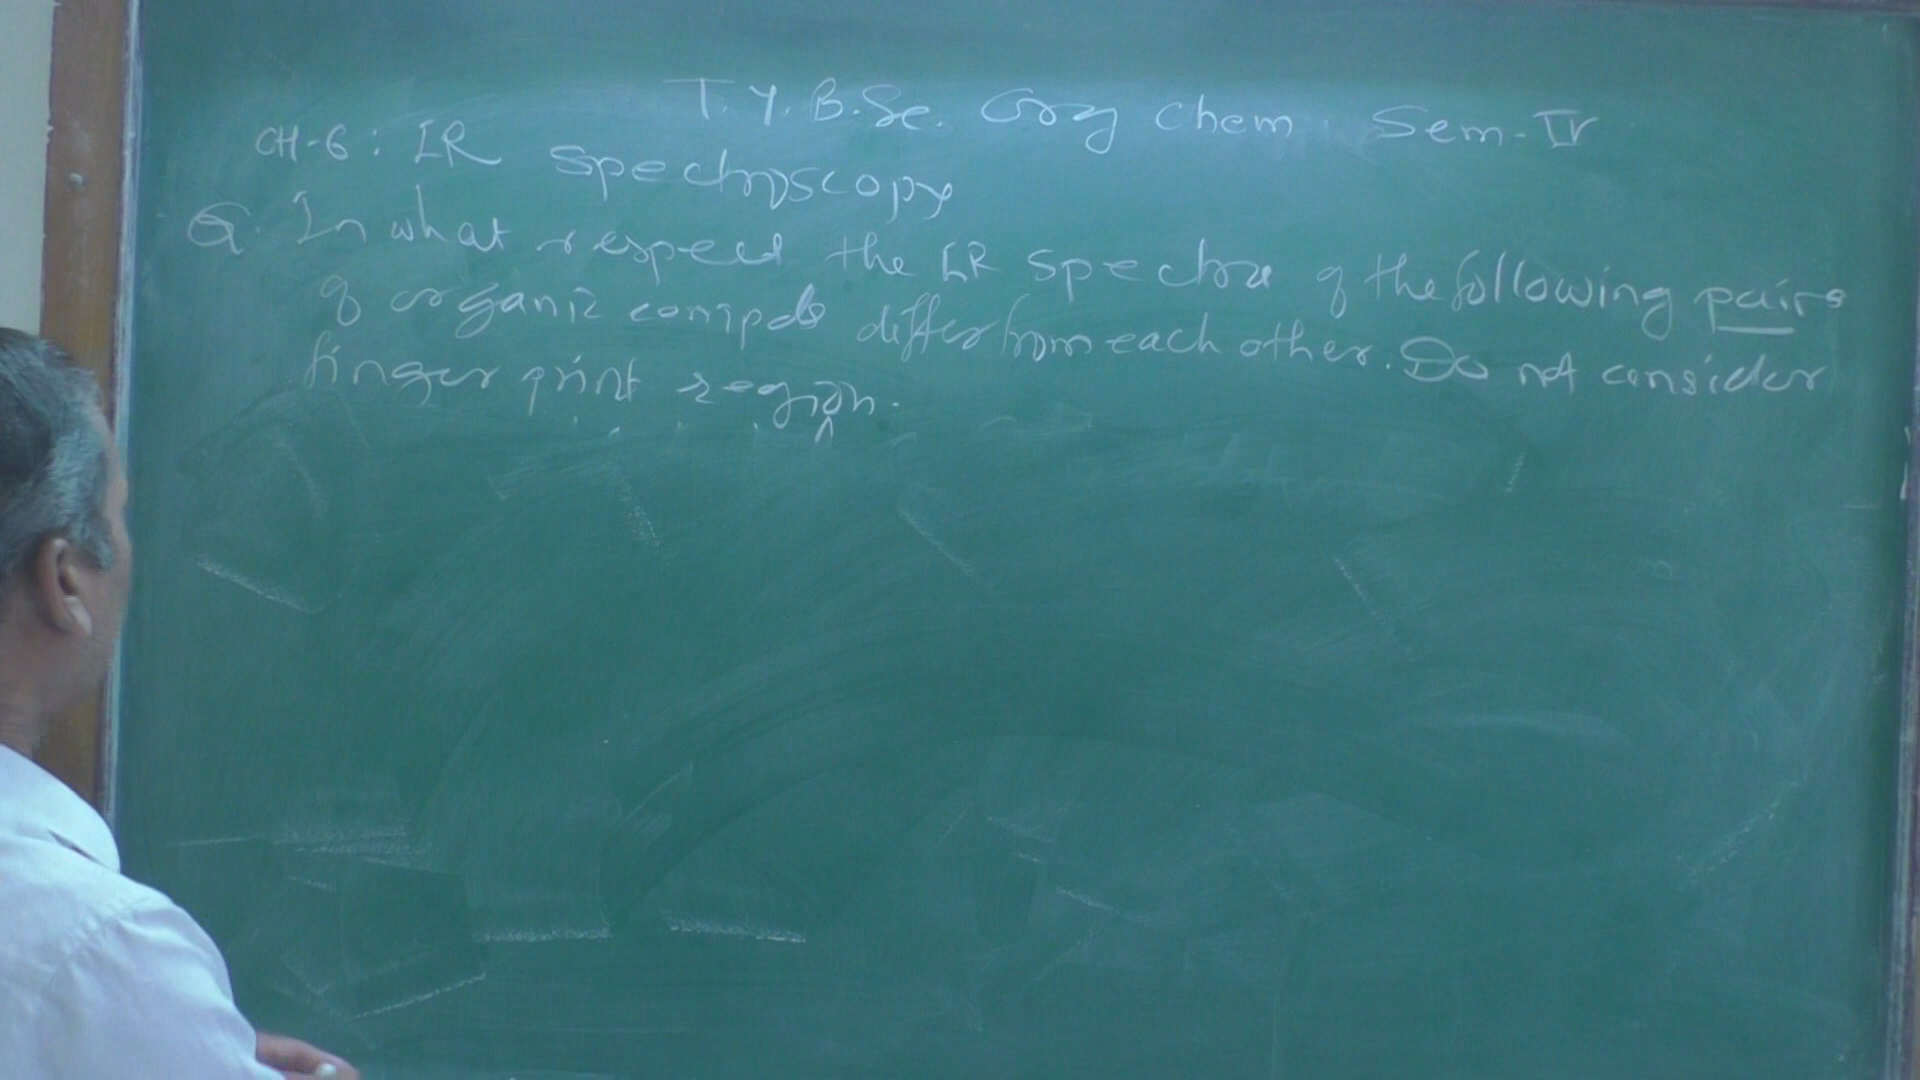 T. Y. B. Sc. Org Chem. Sem-IV
CH-6: IR Spectroscopy
Q. In what respect the IR spectra of the following pairs
of organic compds differ from each other. Do not consider
finger print region.